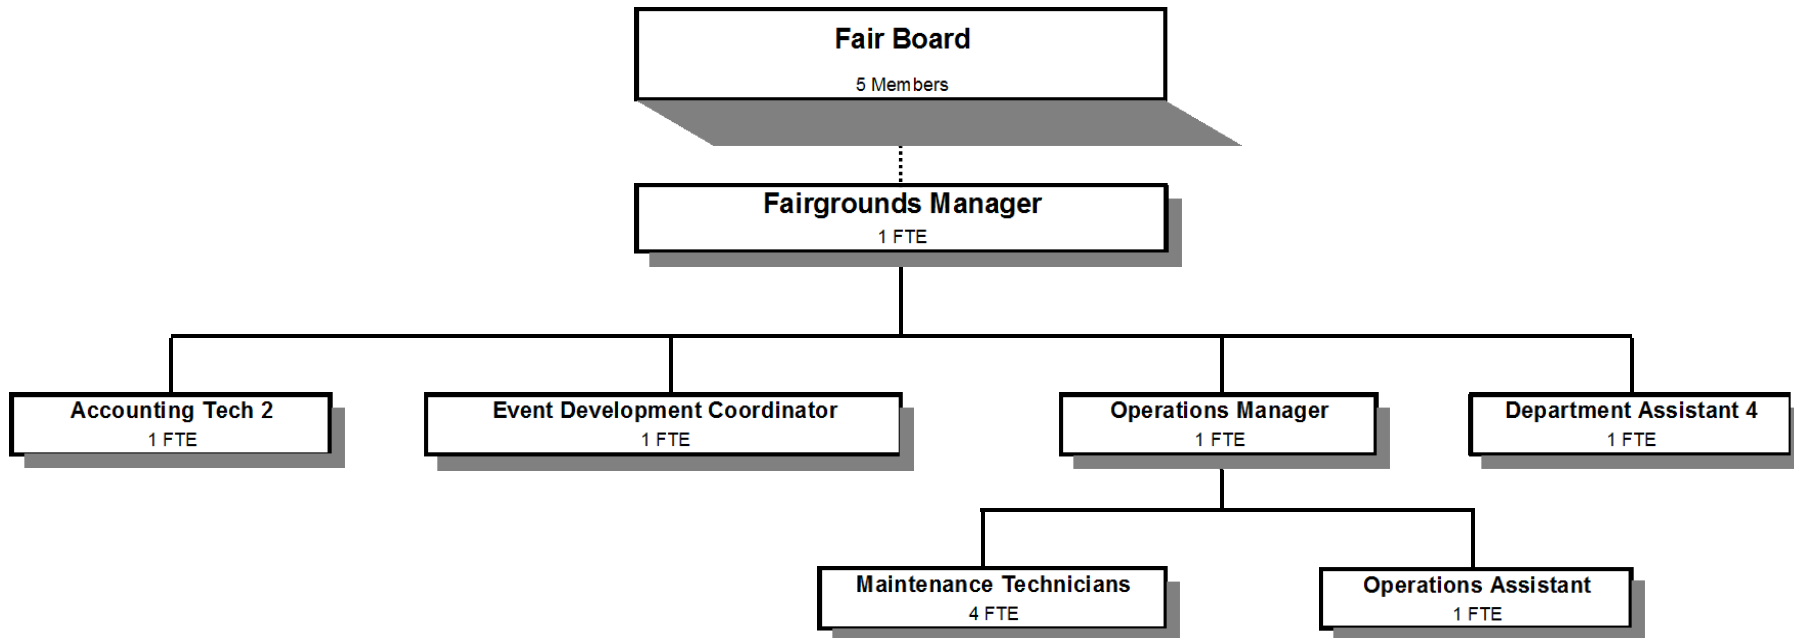 Fair Board
5 Members
Fairgrounds Manager
1 FTE
Accounting Tech 2
1 FTE
Event Development Coordinator
1 FTE
Operations Manager
1 FTE
Department Assistant 4
1 FTE
Maintenance Technicians
4 FTE
Operations Assistant
1 FTE